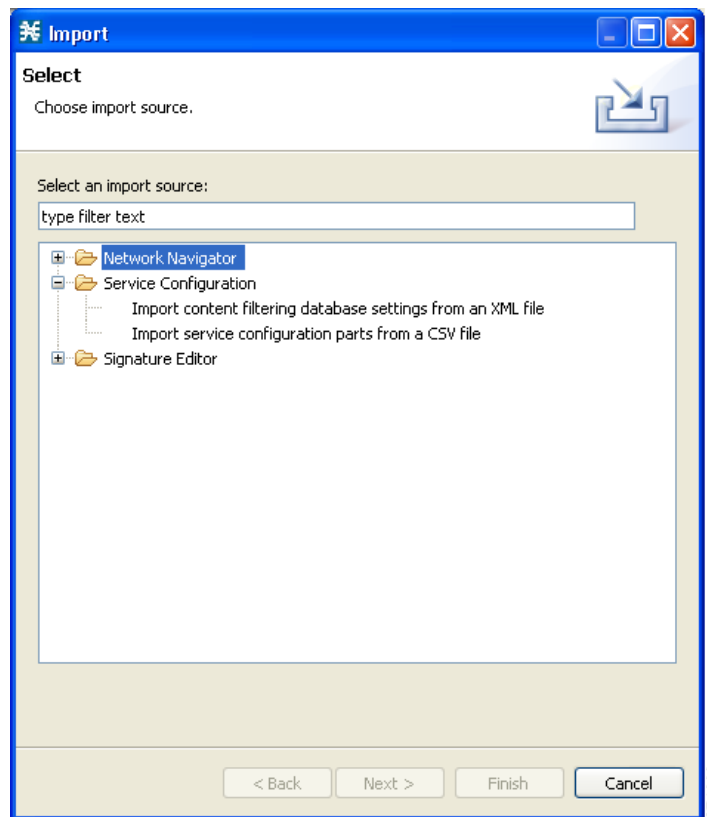 Import
Select
Choose import source.
Select an import source:
type filter text
Network Navigator
Service Configuration
Import content filtering database settings from an XML file
Import service configuration parts from a CSV file
Signature Editor
< Back Next > Finish Cancel